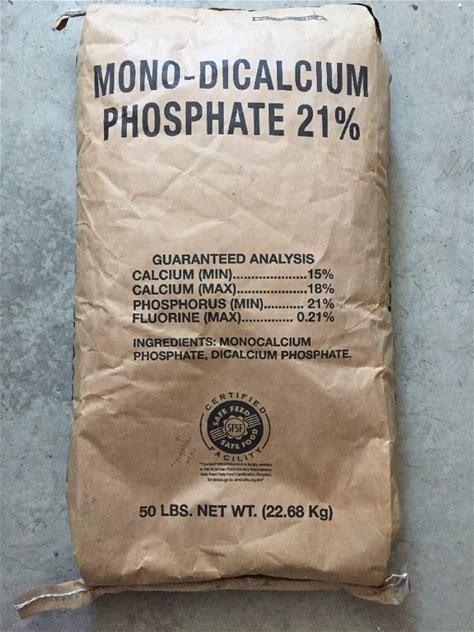 MONO-DICALCIUM
PHOSPHATE 21%
GUARANTEED ANALYSIS
CALCIUM (MIN)...................15%
CALCIUM (MAX)...................18%
PHOSPHORUS (MIN)........... 21%
FLUORINE (MAX)............. 0.21%
INGREDIENTS: MONOCALCIUM
PHOSPHATE, DICALCIUM PHOSPHATE.
CERTIFIED
SAFE FEED
SFSF
SAFE FOOD
FACILITY
50 LBS. NET WT. (22.68 Kg)